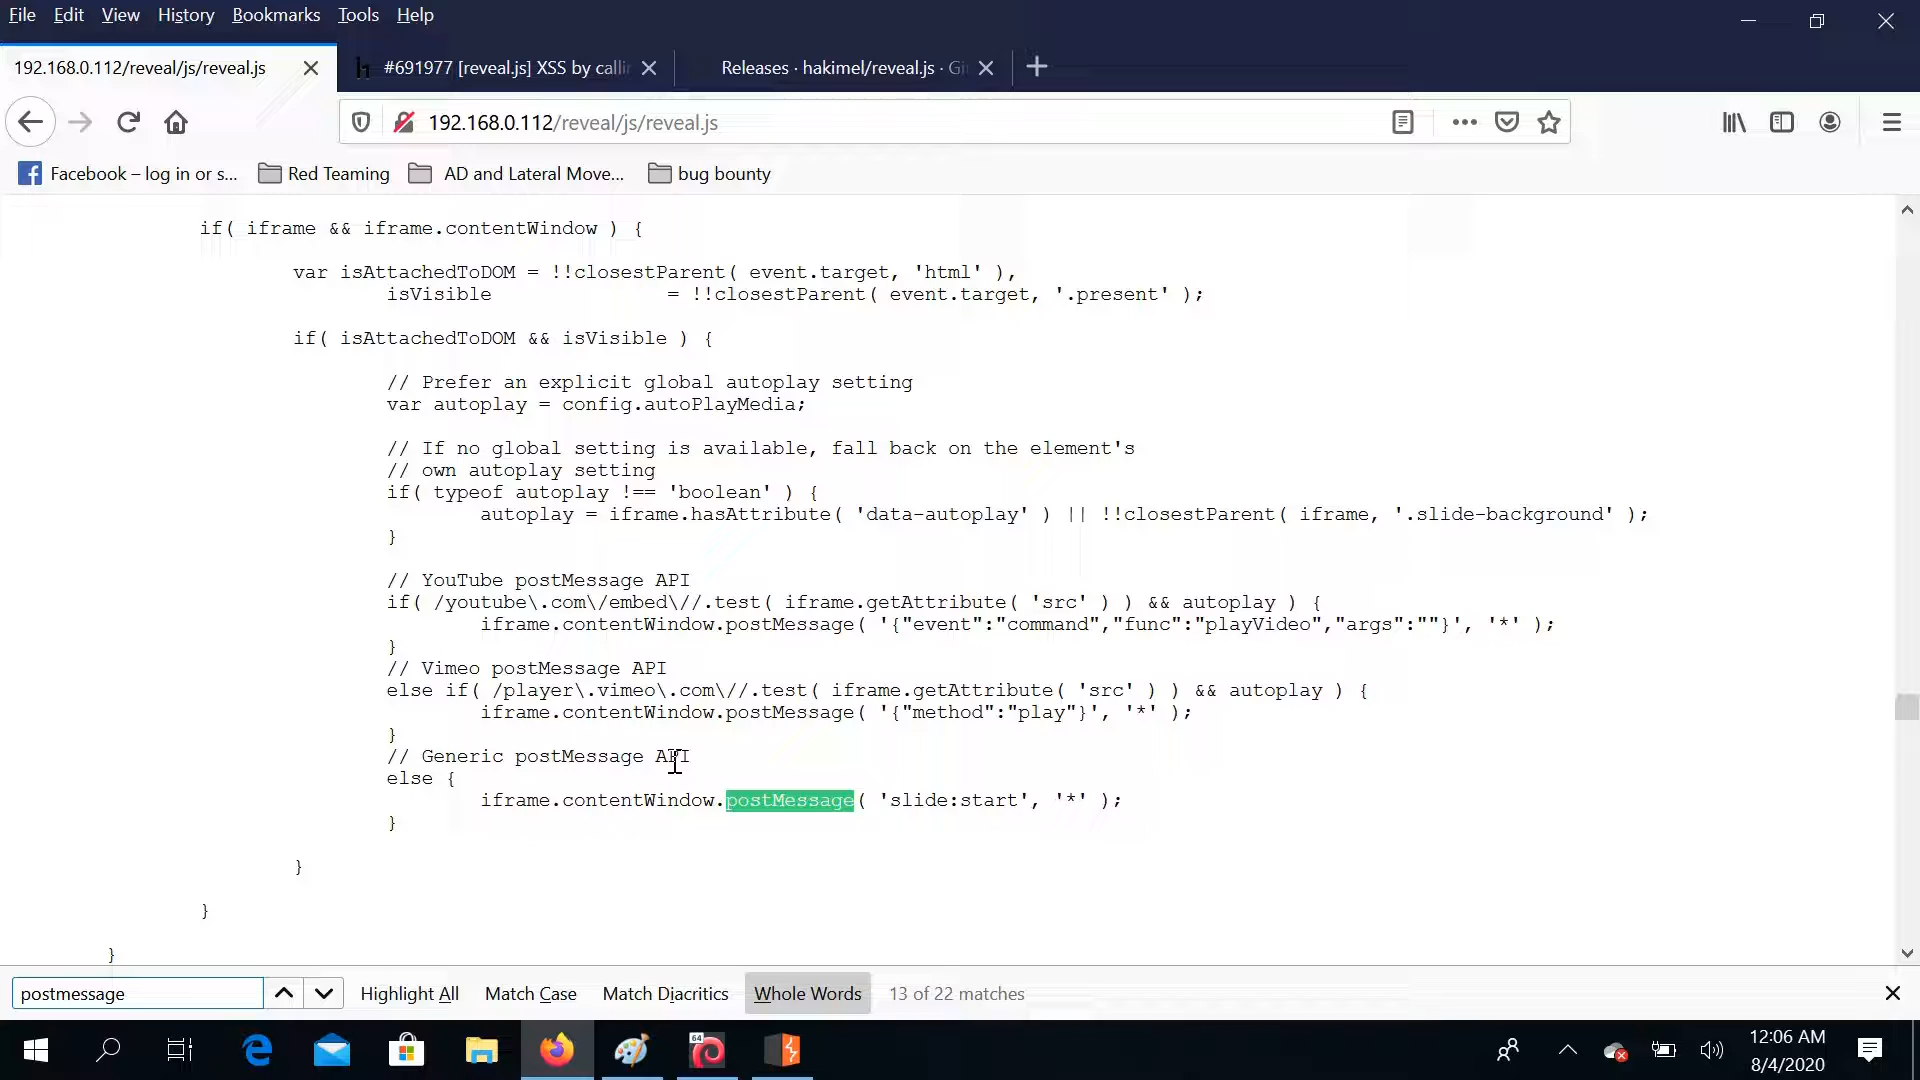 File Edit View History Bookmarks Tools Help
192.168.0.112/reveal/js/reveal.js
#691977 [reveal.js] XSS by calli
Releases · hakimel/reveal.js · Gi
192.168.0.112/reveal/js/reveal.js
Facebook – log in or s... Red Teaming AD and Lateral Move... bug bounty
if( iframe && iframe.contentWindow ) {
var isAttachedToDOM = !!closestParent( event.target, 'html' ),
isVisible = !!closestParent( event.target, '.present' );
if( isAttachedToDOM && isVisible ) {
// Prefer an explicit global autoplay setting
var autoplay = config.autoPlayMedia;
// If no global setting is available, fall back on the element's
// own autoplay setting
if( typeof autoplay !== 'boolean' ) {
autoplay = iframe.hasAttribute( 'data-autoplay' ) || !!closestParent( iframe, '.slide-background' );
}
// YouTube postMessage API
if( /youtube\.com\/embed\//.test( iframe.getAttribute( 'src' ) ) && autoplay ) {
iframe.contentWindow.postMessage( '{"event":"command","func":"playVideo","args":""}', '*' );
}
// Vimeo postMessage API
else if( /player\.vimeo\.com\//.test( iframe.getAttribute( 'src' ) ) && autoplay ) {
iframe.contentWindow.postMessage( '{"method":"play"}', '*' );
}
// Generic postMessage API
else {
iframe.contentWindow.postMessage( 'slide:start', '*' );
}
}
}
}
postmessage Highlight All Match Case Match Diacritics Whole Words 13 of 22 matches
64
12:06 AM
8/4/2020